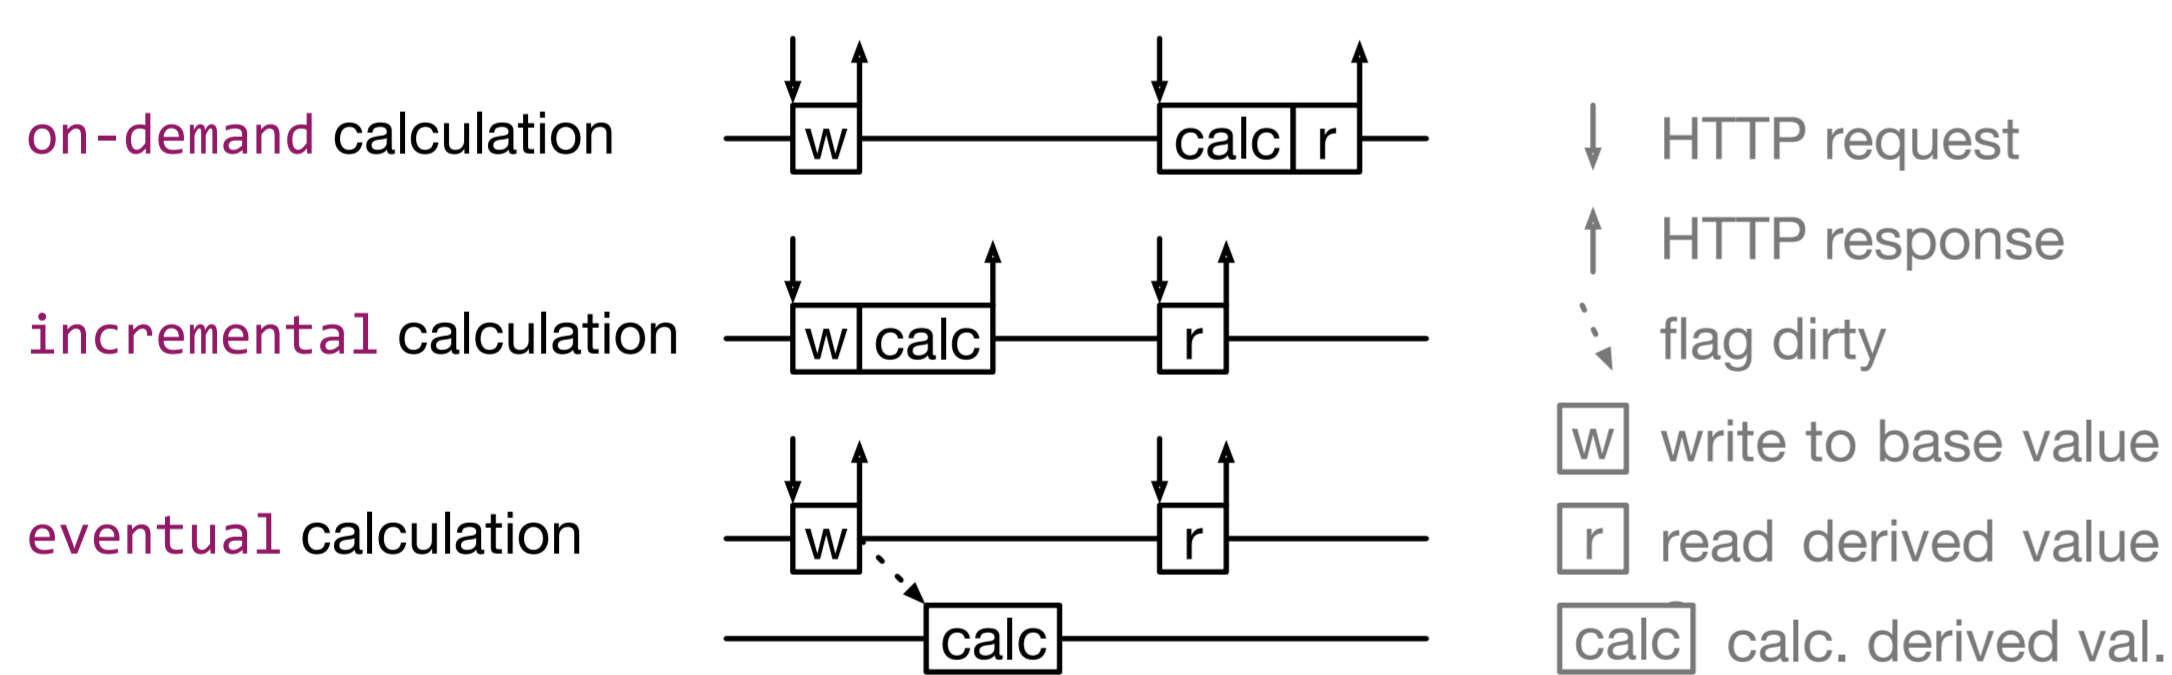 on-demand calculation
w
calc r
incremental calculation
w calc
r
eventual calculation
w
r
calc
HTTP request
HTTP response
flag dirty
w write to base value
r read derived value
calc calc. derived val.